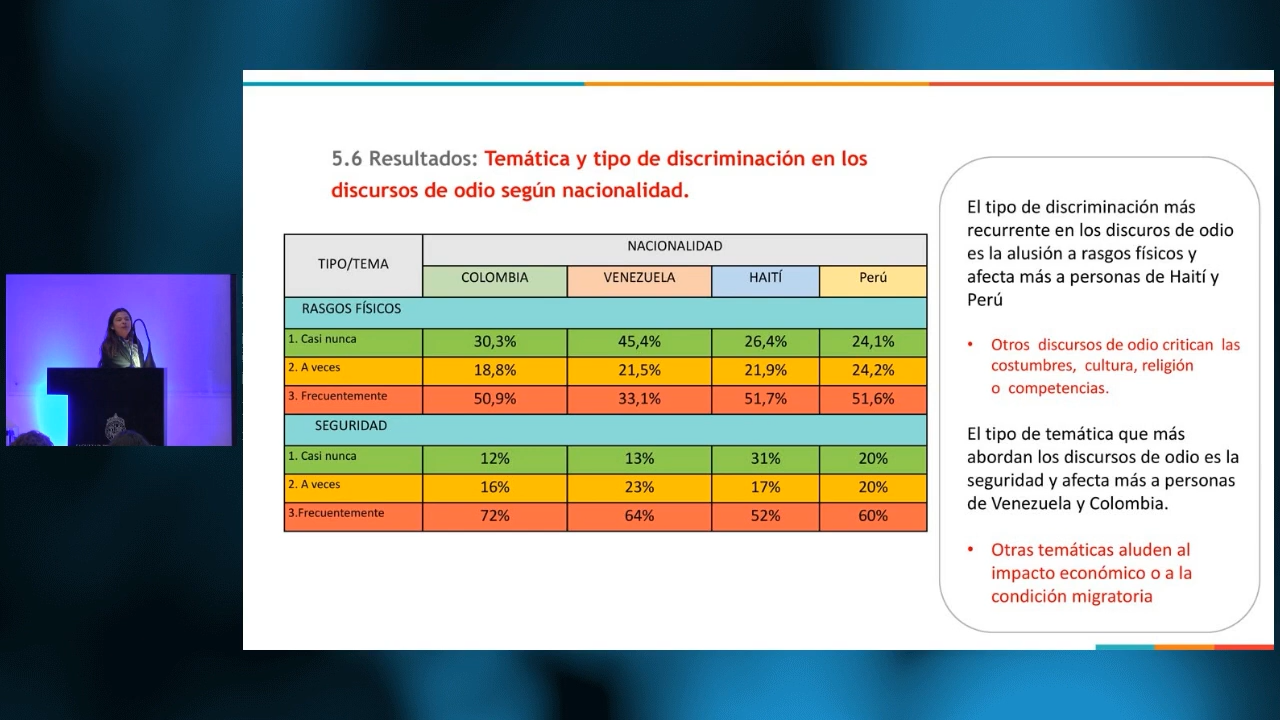 5.6 Resultados: Temática y tipo de discriminación en los
discursos de odio según nacionalidad.
TIPO/TEMA
NACIONALIDAD
COLOMBIA VENEZUELA HAITÍ Perú
RASGOS FÍSICOS
1. Casi nunca 30,3% 45,4% 26,4% 24,1%
2. A veces 18,8% 21,5% 21,9% 24,2%
3. Frecuentemente 50,9% 33,1% 51,7% 51,6%
SEGURIDAD
1. Casi nunca 12% 13% 31% 20%
2. A veces 16% 23% 17% 20%
3.Frecuentemente 72% 64% 52% 60%
El tipo de discriminación más
recurrente en los discuros de odio
es la alusión a rasgos físicos y
afecta más a personas de Haití y
Perú
• Otros discursos de odio critican las
costumbres, cultura, religión
o competencias.
El tipo de temática que más
abordan los discursos de odio es la
seguridad y afecta más a personas
de Venezuela y Colombia.
• Otras temáticas aluden al
impacto económico o a la
condición migratoria